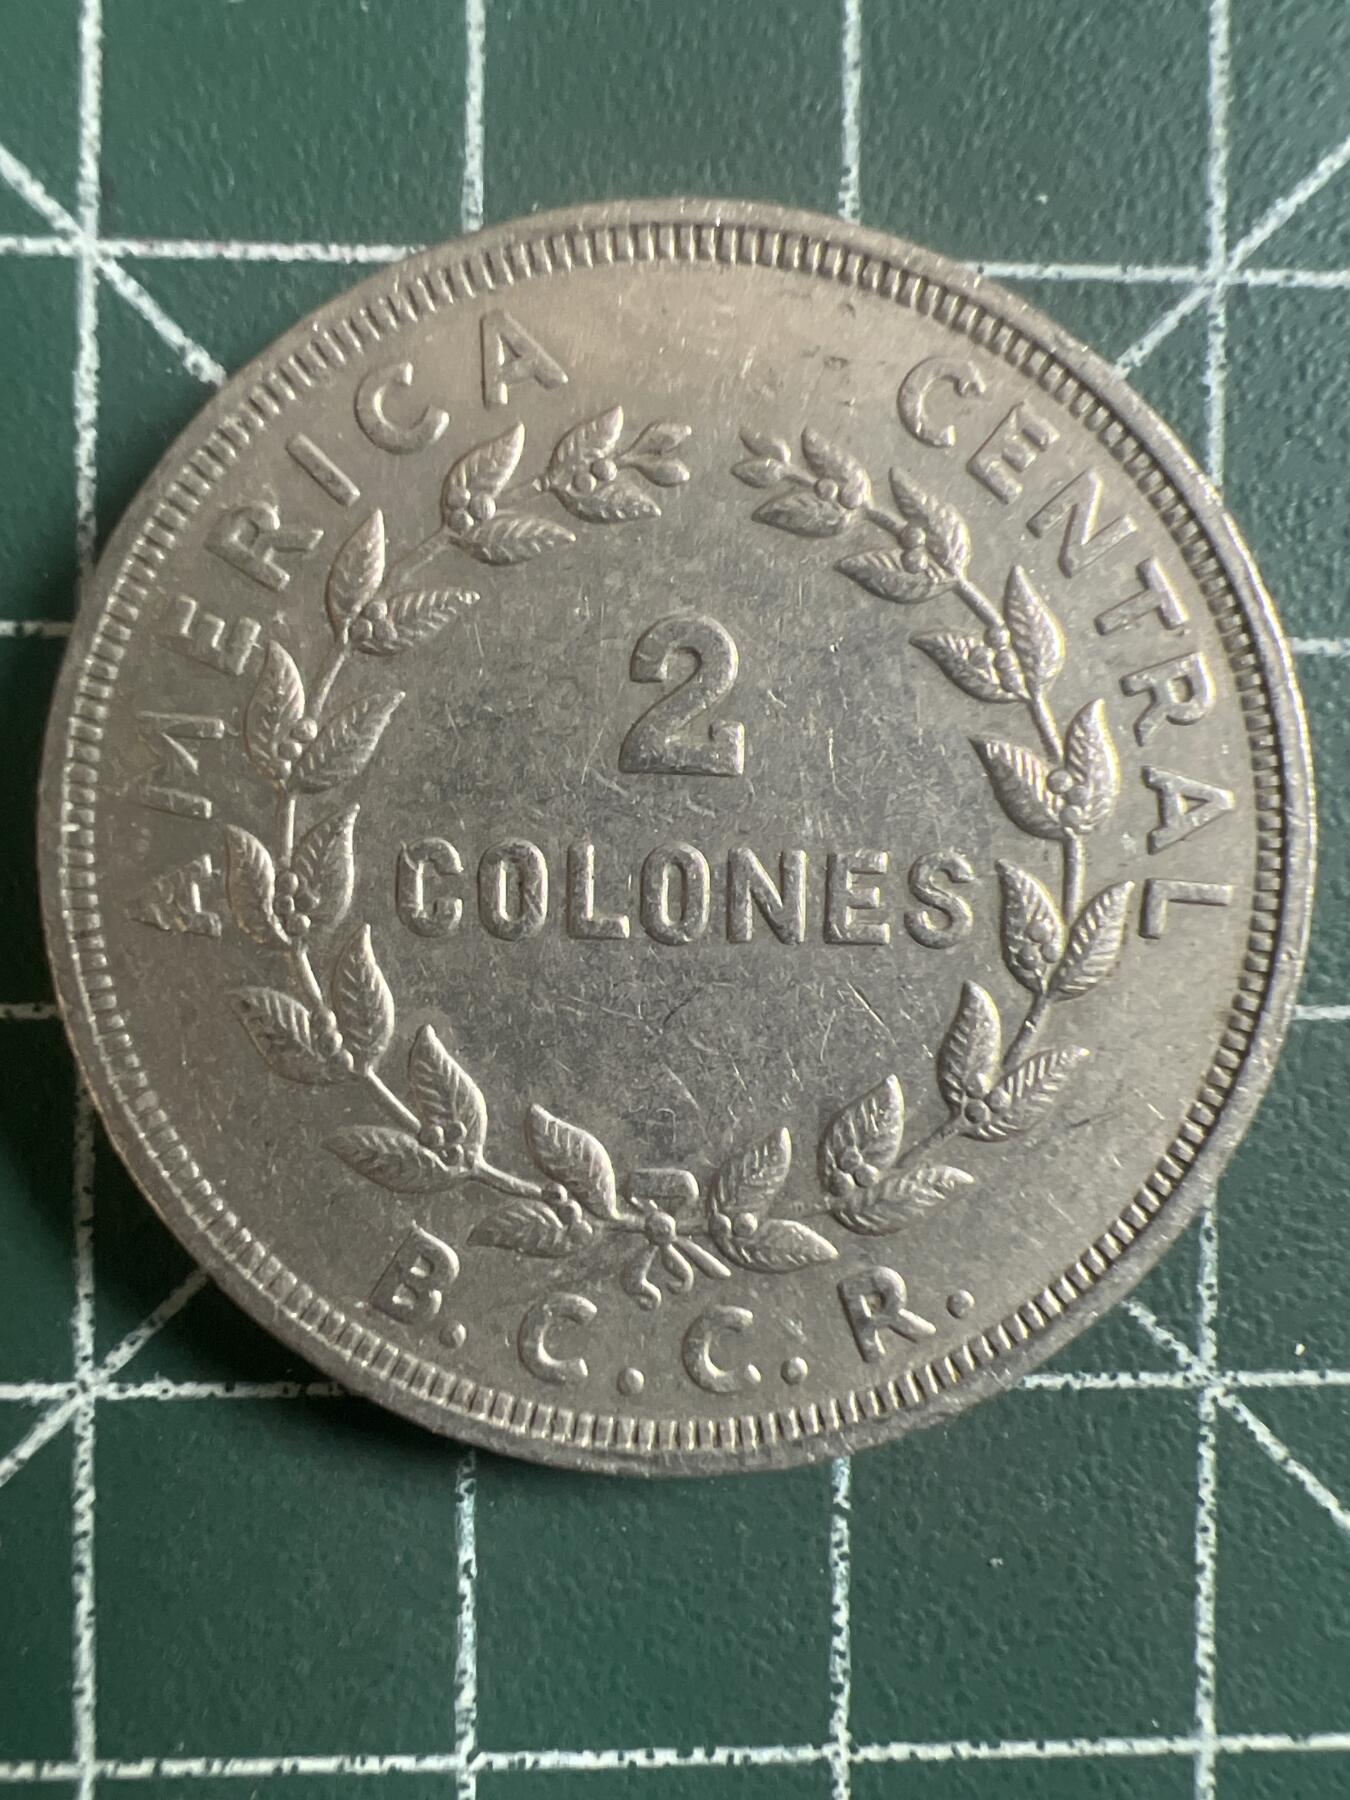 AMERICA CENTRAL
2
COLONES
B.C.C.R.